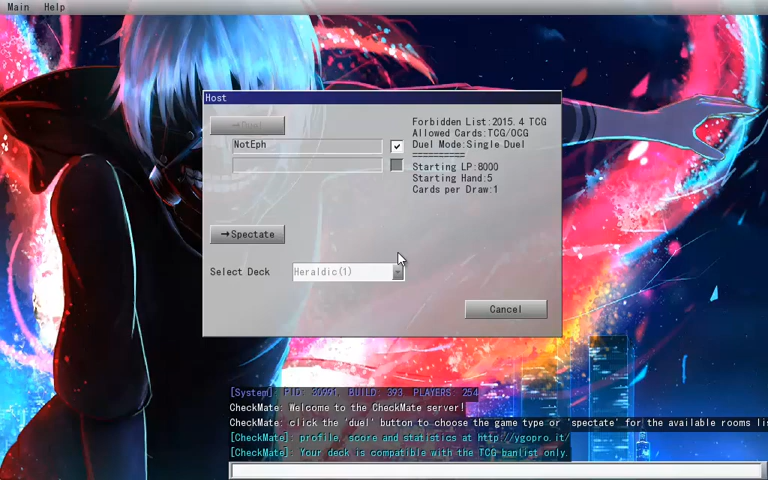 Main Help
Host
→Duel
NotEph
Forbidden List:2015.4 TCG
Allowed Cards:TCG/OCG
Duel Mode:Single Duel
==========
Starting LP:8000
Starting Hand:5
Cards per Draw:1
→Spectate
Select Deck
Heraldic(1)
Cancel
[System]: PID: 30991, BUILD: 393, PLAYERS: 254
CheckMate: Welcome to the CheckMate server!
CheckMate: click the 'duel' button to choose the game type or 'spectate' for the available rooms lis
[CheckMate]: profile, score and statistics at http://ygopro.it/
[CheckMate]: Your deck is compatible with the TCG banlist only.